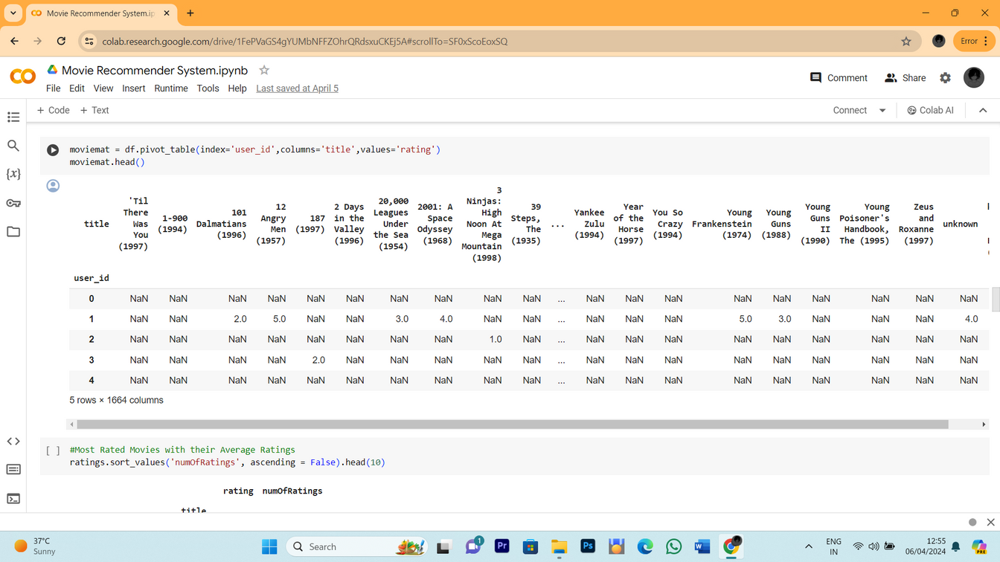 Movie Recommender System.ip
colab.research.google.com/drive/1FePVaGS4gYUMbNFFZOhrQRdsxuCKEj5A#scrollTo=SF0xScoEoxSQ
Error
Movie Recommender System.ipynb
Comment
Share
File Edit View Insert Runtime Tools Help Last saved at April 5
+ Code + Text
Connect
Colab AI
moviemat = df.pivot_table(index='user_id',columns='title',values='rating')
moviemat.head()
title 'Til There Was You (1997) 1-900 (1994) 101 Dalmatians (1996) 12 Angry Men (1957) 187 (1997) 2 Days in the Valley (1996) 20,000 Leagues Under the Sea (1954) 2001: A Space Odyssey (1968) 3 Ninjas: High Noon At Mega Mountain (1998) 39 Steps, The (1935) ... Yankee Zulu (1994) Year of the Horse (1997) You So Crazy (1994) Young Frankenstein (1974) Young Guns (1988) Young Guns II (1990) Young Poisoner's Handbook, The (1995) Zeus and Roxanne (1997) unknown
user_id
0 NaN NaN NaN NaN NaN NaN NaN NaN NaN NaN ... NaN NaN NaN NaN NaN NaN NaN NaN NaN
1 NaN NaN 2.0 5.0 NaN NaN 3.0 4.0 NaN NaN ... NaN NaN NaN 5.0 3.0 NaN NaN NaN 4.0
2 NaN NaN NaN NaN NaN NaN NaN NaN 1.0 NaN ... NaN NaN NaN NaN NaN NaN NaN NaN NaN
3 NaN NaN NaN NaN 2.0 NaN NaN NaN NaN NaN ... NaN NaN NaN NaN NaN NaN NaN NaN NaN
4 NaN NaN NaN NaN NaN NaN NaN NaN NaN NaN ... NaN NaN NaN NaN NaN NaN NaN NaN NaN
5 rows × 1664 columns
[ ] #Most Rated Movies with their Average Ratings
ratings.sort_values('numOfRatings', ascending = False).head(10)
rating numOfRatings
title
37°C
Sunny
Search
1
Pr
Ps
W
ENG
IN
12:55
06/04/2024
PRE